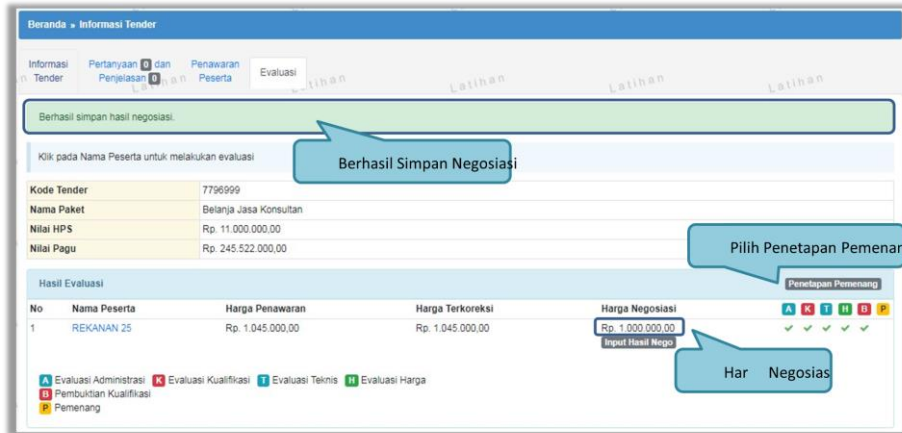 Beranda » Informasi Tender
Informasi Tender
Pertanyaan 0 dan Penjelasan 0
Penawaran Peserta
Evaluasi
Latihan Latihan Latihan Latihan
Berhasil simpan hasil negosiasi.
Berhasil Simpan Negosiasi
Klik pada Nama Peserta untuk melakukan evaluasi
Kode Tender 7796999
Nama Paket Belanja Jasa Konsultan
Nilai HPS Rp. 11.000.000,00
Nilai Pagu Rp. 245.522.000,00
Pilih Penetapan Pemenan
Hasil Evaluasi Penetapan Pemenang
No Nama Peserta Harga Penawaran Harga Terkoreksi Harga Negosiasi A K T H B P
1 REKANAN 25 Rp. 1.045.000,00 Rp. 1.045.000,00 Rp. 1.000.000,00
Input Hasil Nego
Har Negosias
A Evaluasi Administrasi K Evaluasi Kualifikasi T Evaluasi Teknis H Evaluasi Harga
B Pembuktian Kualifikasi
P Pemenang